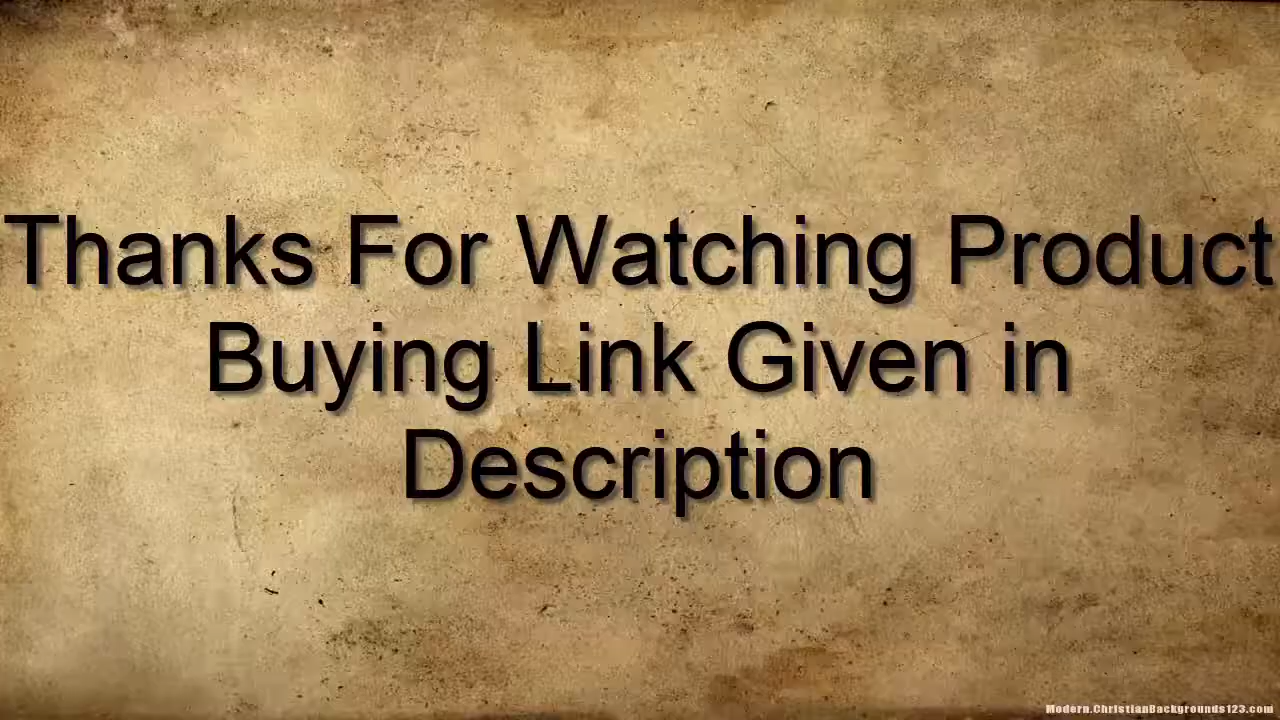 Thanks For Watching Product
Buying Link Given in
Description
Modern.ChristianBackgrounds123.com